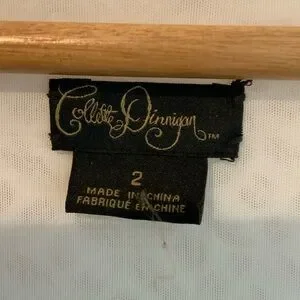 Collette Dinnigan TM
2
MADE IN CHINA
FABRIQUE EN CHINE